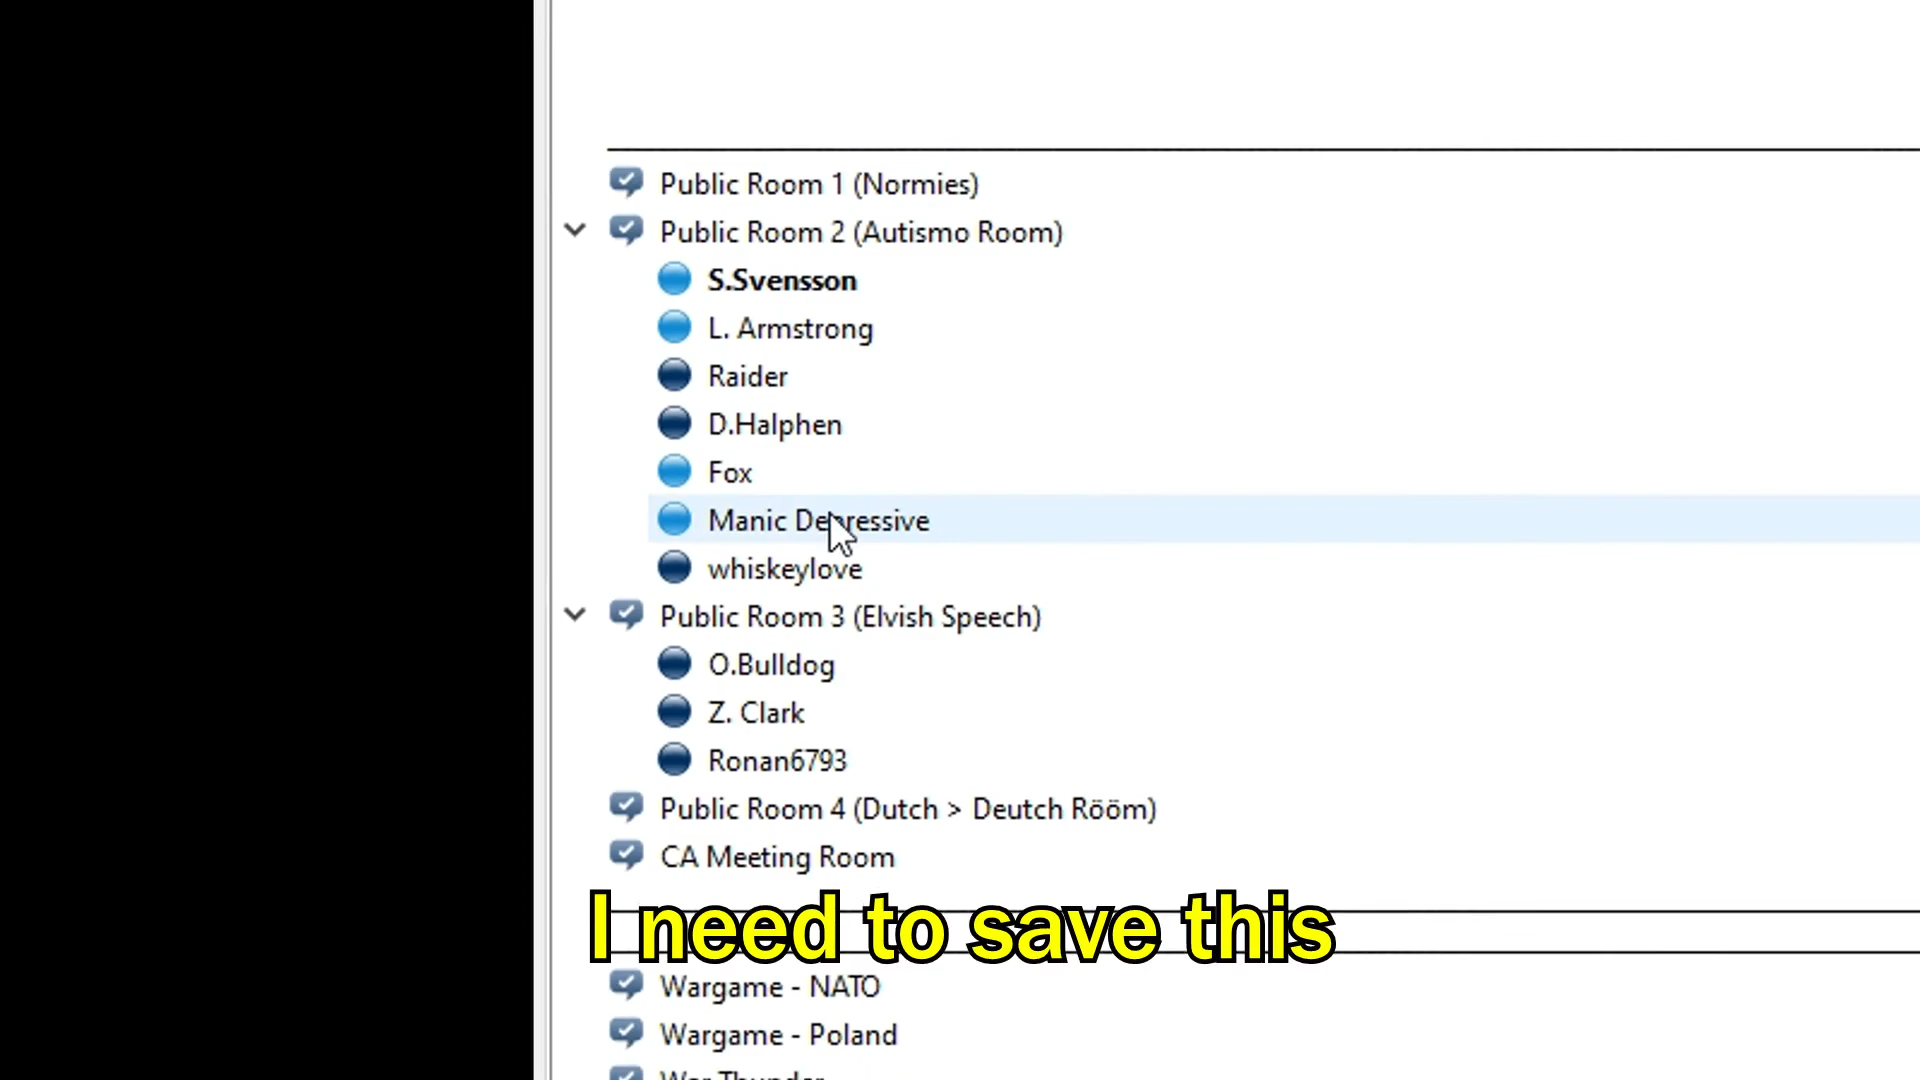 Public Room 1 (Normies)
Public Room 2 (Autismo Room)
S.Svensson
L. Armstrong
Raider
D.Halphen
Fox
Manic Depressive
whiskeylove
Public Room 3 (Elvish Speech)
O.Bulldog
Z. Clark
Ronan6793
Public Room 4 (Dutch > Deutch Rööm)
CA Meeting Room
I need to save this
Wargame - NATO
Wargame - Poland
War Thunder